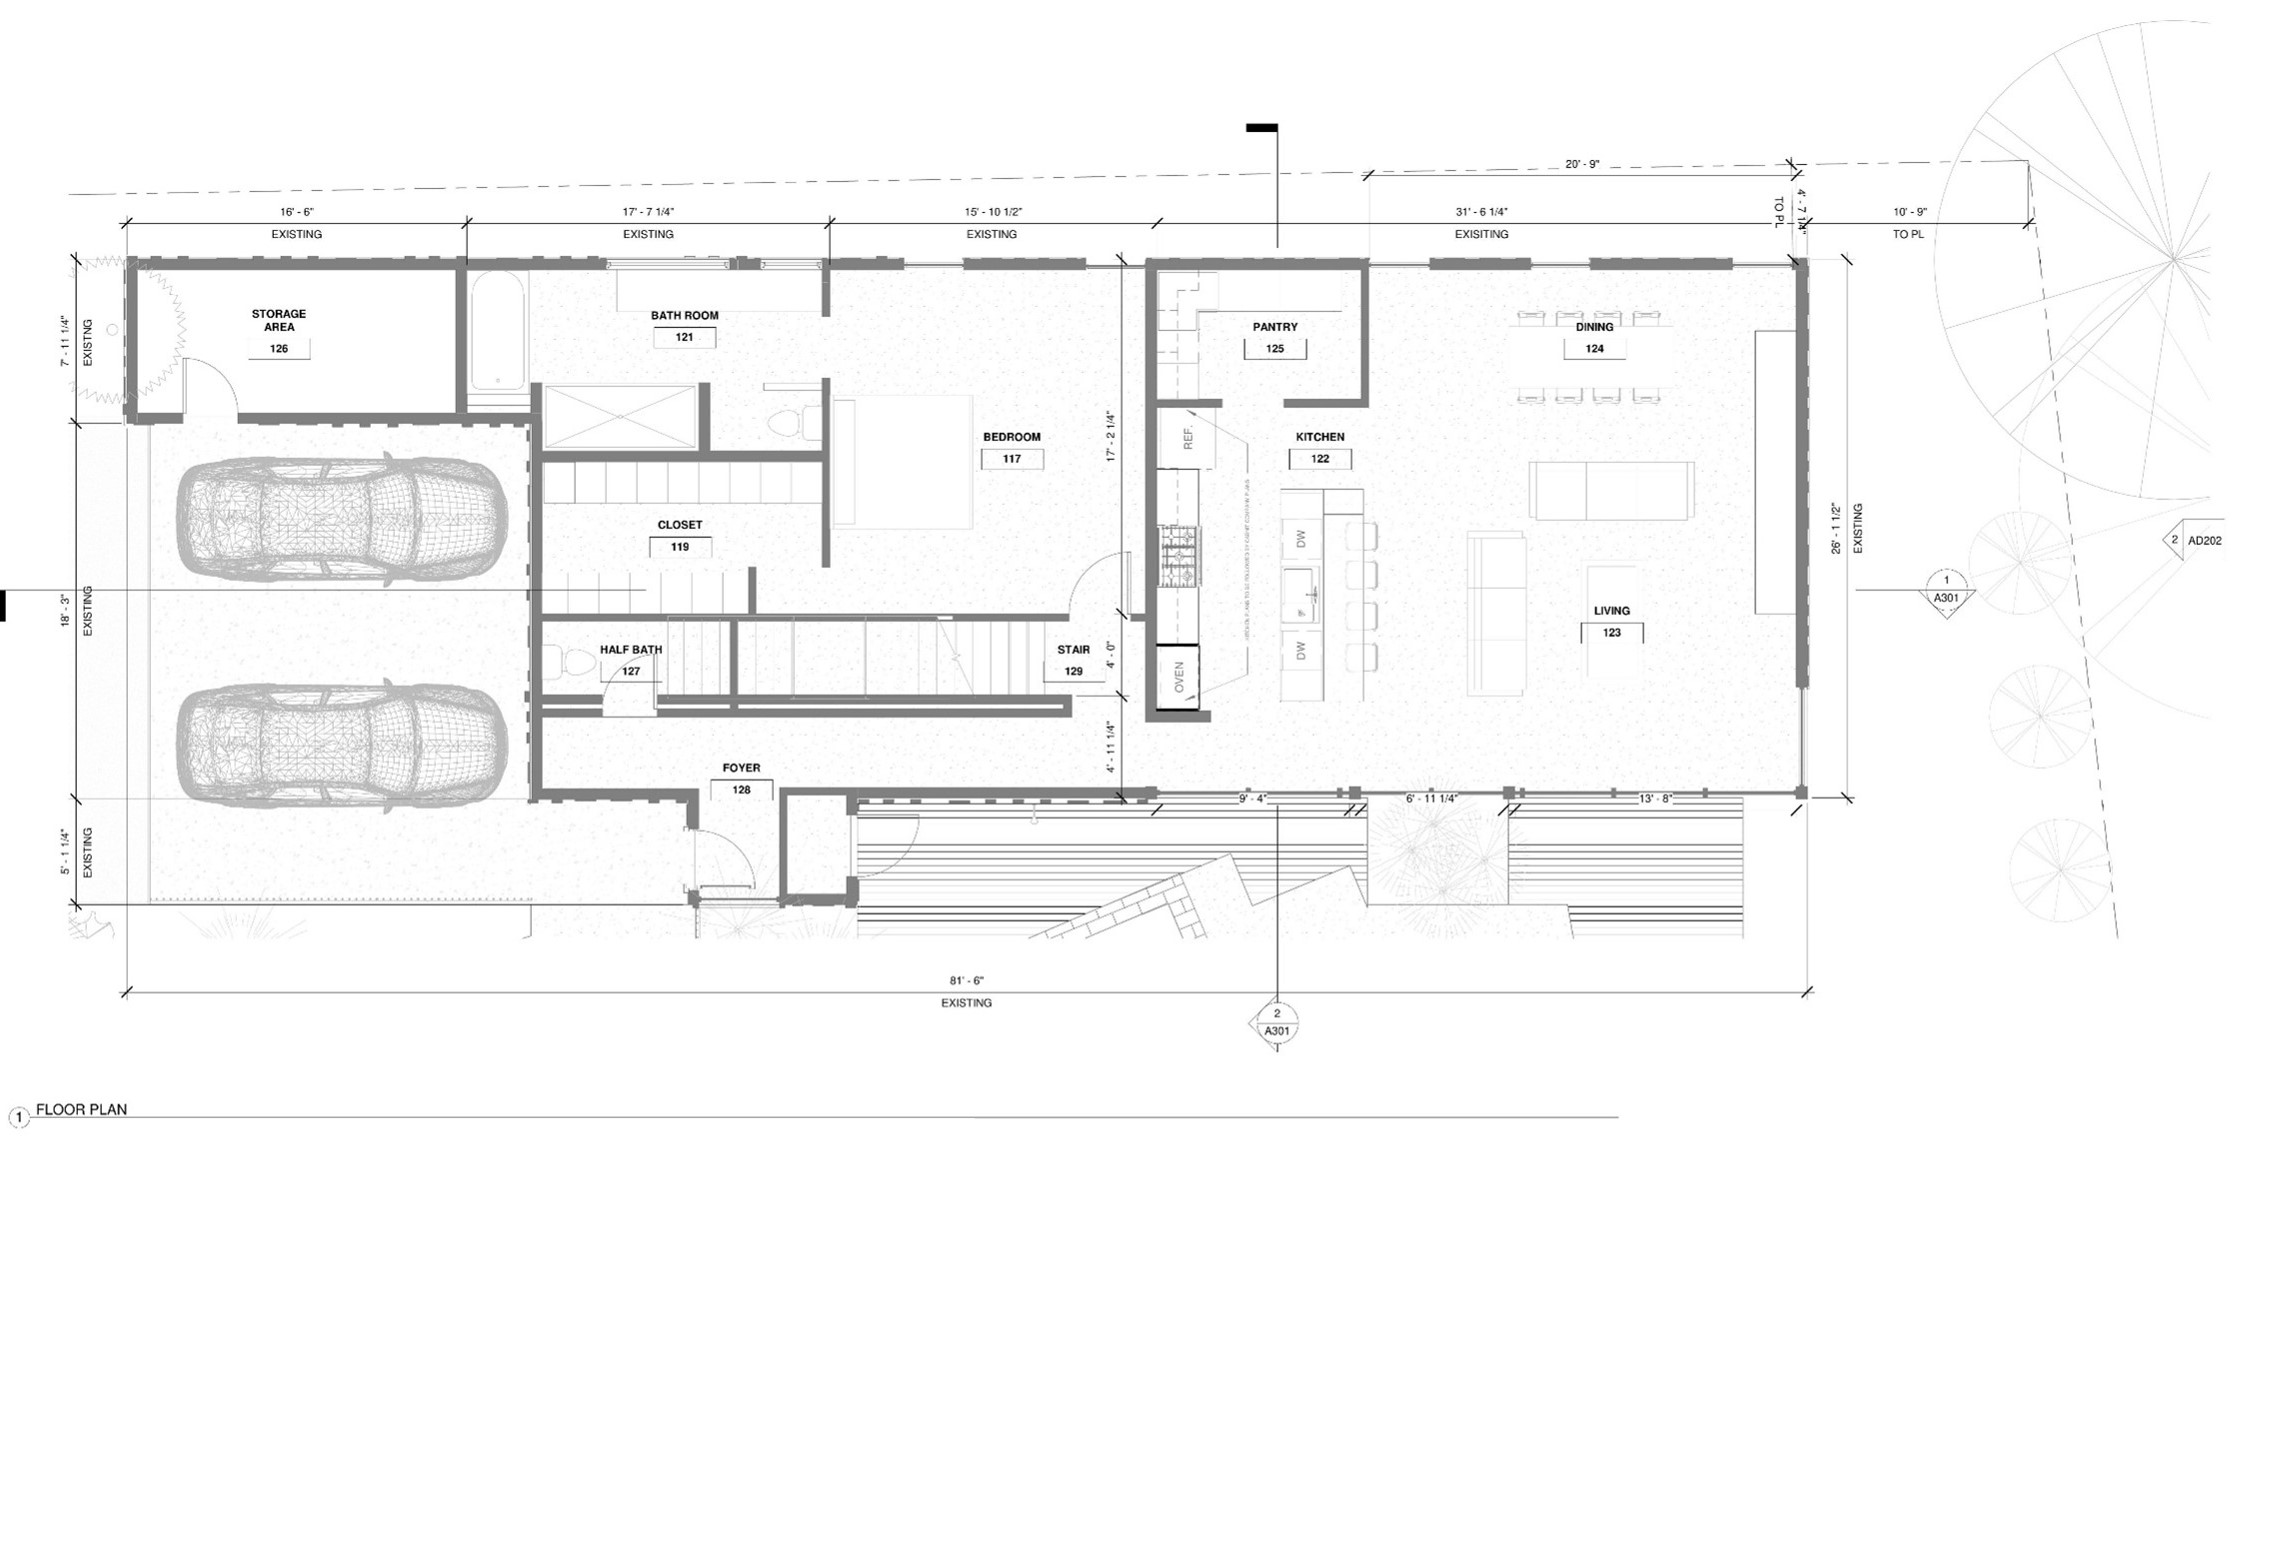 20' - 9"
16' - 6"
EXISTING
17' - 7 1/4"
EXISTING
15' - 10 1/2"
EXISTING
31' - 6 1/4"
EXISITING
4' - 7 1/4"
TO PL
10' - 9"
TO PL
7' - 11 1/4"
EXISTNG
STORAGE
AREA
126
BATH ROOM
121
PANTRY
125
DINING
124
17' - 2 1/4"
BEDROOM
117
REF.
KITCHEN
122
CLOSET
119
DW
26' - 1 1/2"
EXISTING
2
AD202
1
A301
18' - 3"
EXISTING
LIVING
123
HALF BATH
127
STAIR
129
4' - 0"
OVEN
DW
4' - 11 1/4"
FOYER
128
9' - 4"
6' - 11 1/4"
13' - 8"
5' - 1 1/4"
EXISTING
81' - 6"
EXISTING
2
A301
1
FLOOR PLAN